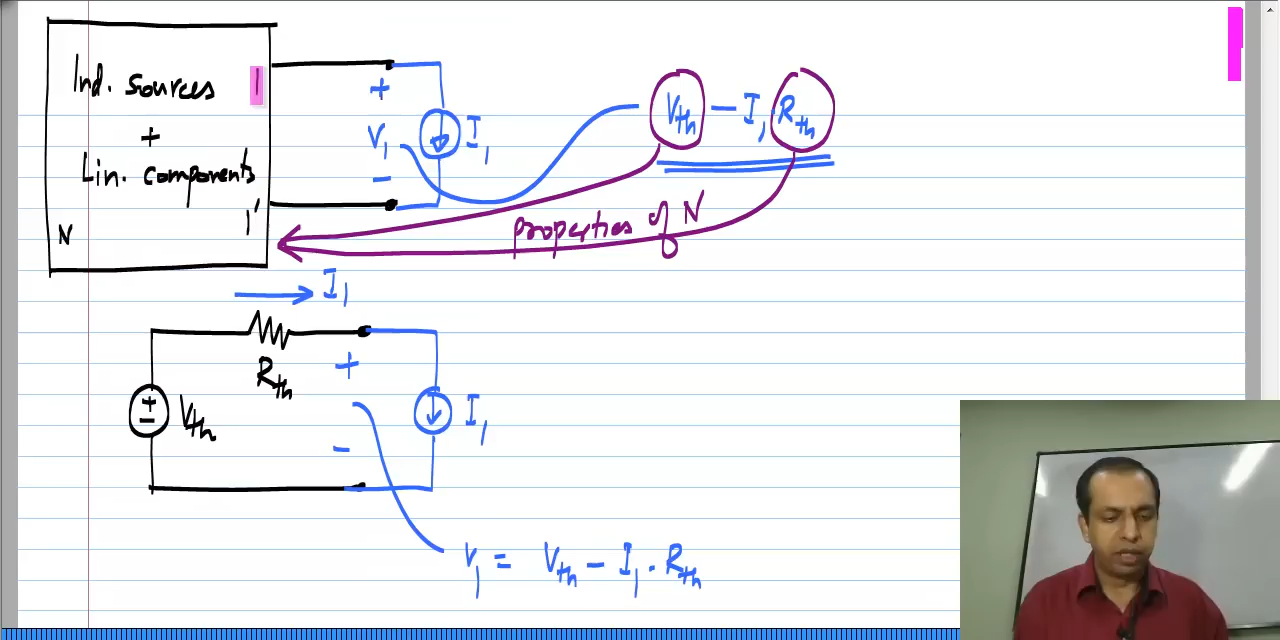 Ind. sources 1
+
Lin. components
N 1'
+
V1
-
I1
Vth - I1 Rth
properties of N
I1
Rth
+
-
Vth
+
-
I1
V1 = Vth - I1 . Rth